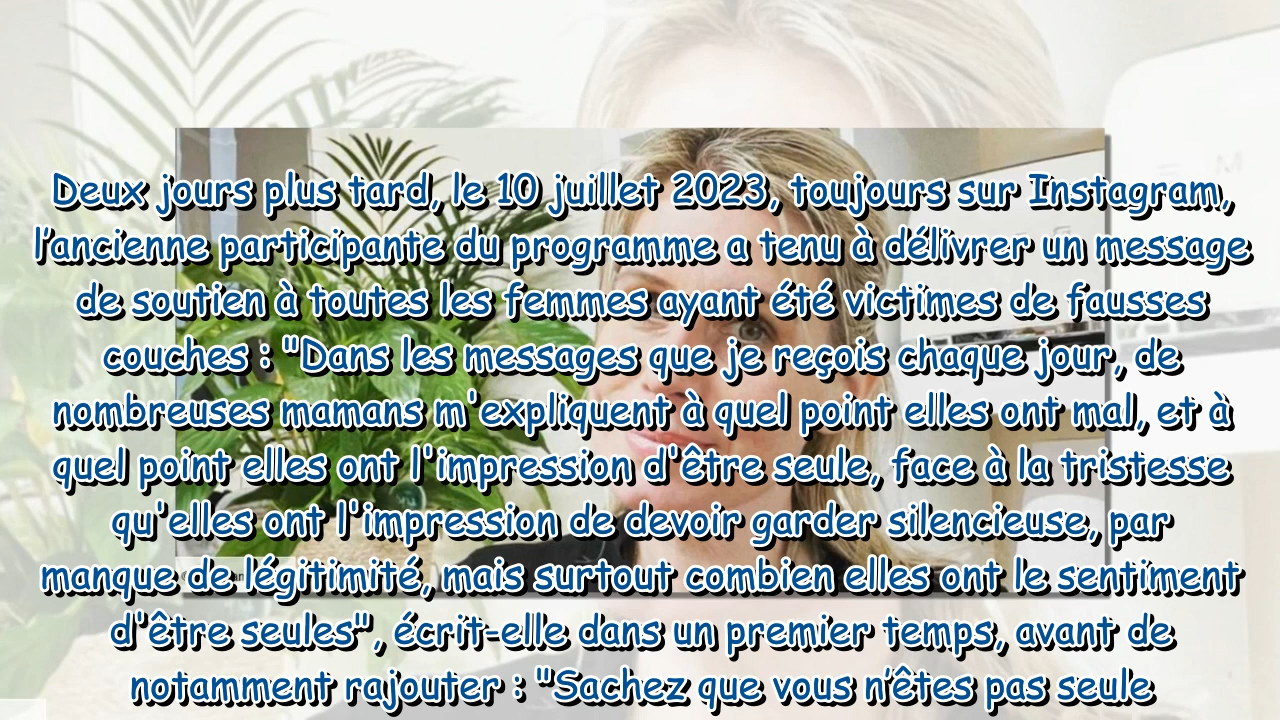 Deux jours plus tard, le 10 juillet 2023, toujours sur Instagram,
l’ancienne participante du programme a tenu à délivrer un message
de soutien à toutes les femmes ayant été victimes de fausses
couches : "Dans les messages que je reçois chaque jour, de
nombreuses mamans m'expliquent à quel point elles ont mal, et à
quel point elles ont l'impression d'être seule, face à la tristesse
qu'elles ont l'impression de devoir garder silencieuse, par
manque de légitimité, mais surtout combien elles ont le sentiment
d'être seules", écrit-elle dans un premier temps, avant de
notamment rajouter : "Sachez que vous n’êtes pas seule